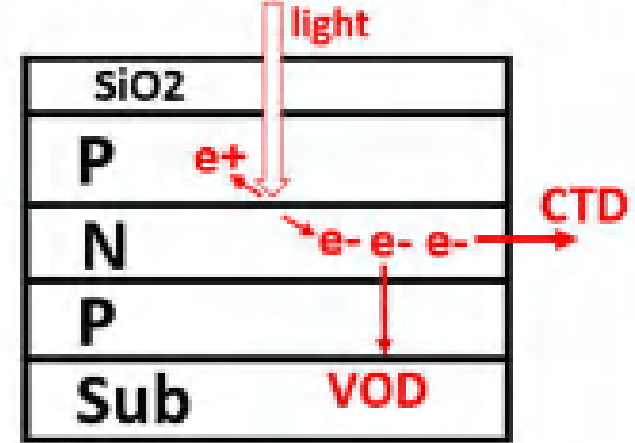 light
SiO2
P e+
CTD
N e- e- e-
P
Sub VOD